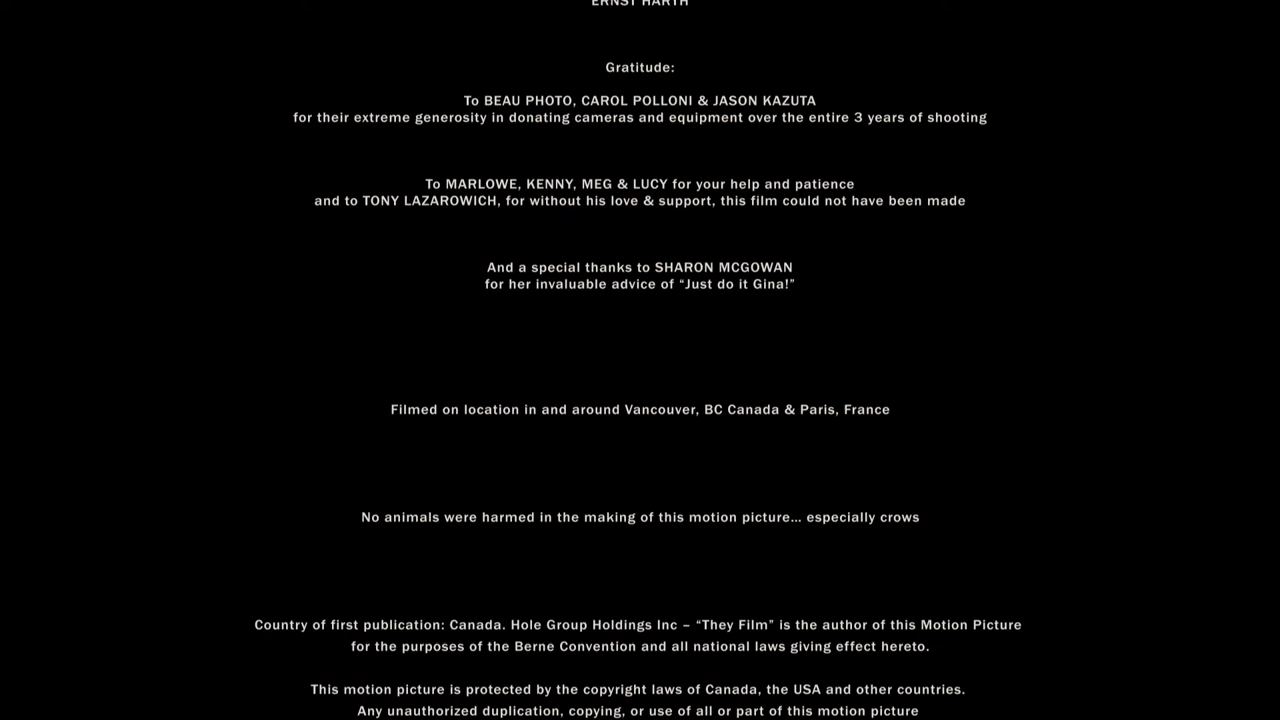 ERNST HARTH
Gratitude:
To BEAU PHOTO, CAROL POLLONI & JASON KAZUTA
for their extreme generosity in donating cameras and equipment over the entire 3 years of shooting
To MARLOWE, KENNY, MEG & LUCY for your help and patience
and to TONY LAZAROWICH, for without his love & support, this film could not have been made
And a special thanks to SHARON MCGOWAN
for her invaluable advice of “Just do it Gina!”
Filmed on location in and around Vancouver, BC Canada & Paris, France
No animals were harmed in the making of this motion picture… especially crows
Country of first publication: Canada. Hole Group Holdings Inc – “They Film” is the author of this Motion Picture
for the purposes of the Berne Convention and all national laws giving effect hereto.
This motion picture is protected by the copyright laws of Canada, the USA and other countries.
Any unauthorized duplication, copying, or use of all or part of this motion picture